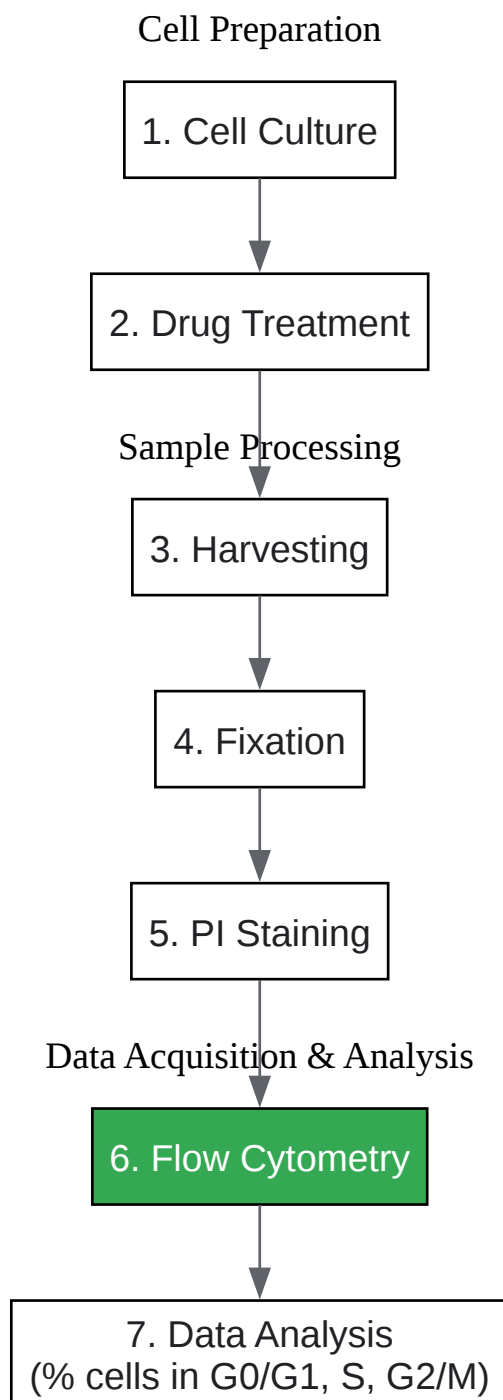 Cell Preparation
1. Cell Culture
2. Drug Treatment
Sample Processing
3. Harvesting
4. Fixation
5. PI Staining
Data Acquisition & Analysis
6. Flow Cytometry
7. Data Analysis
(% cells in G0/G1, S, G2/M)